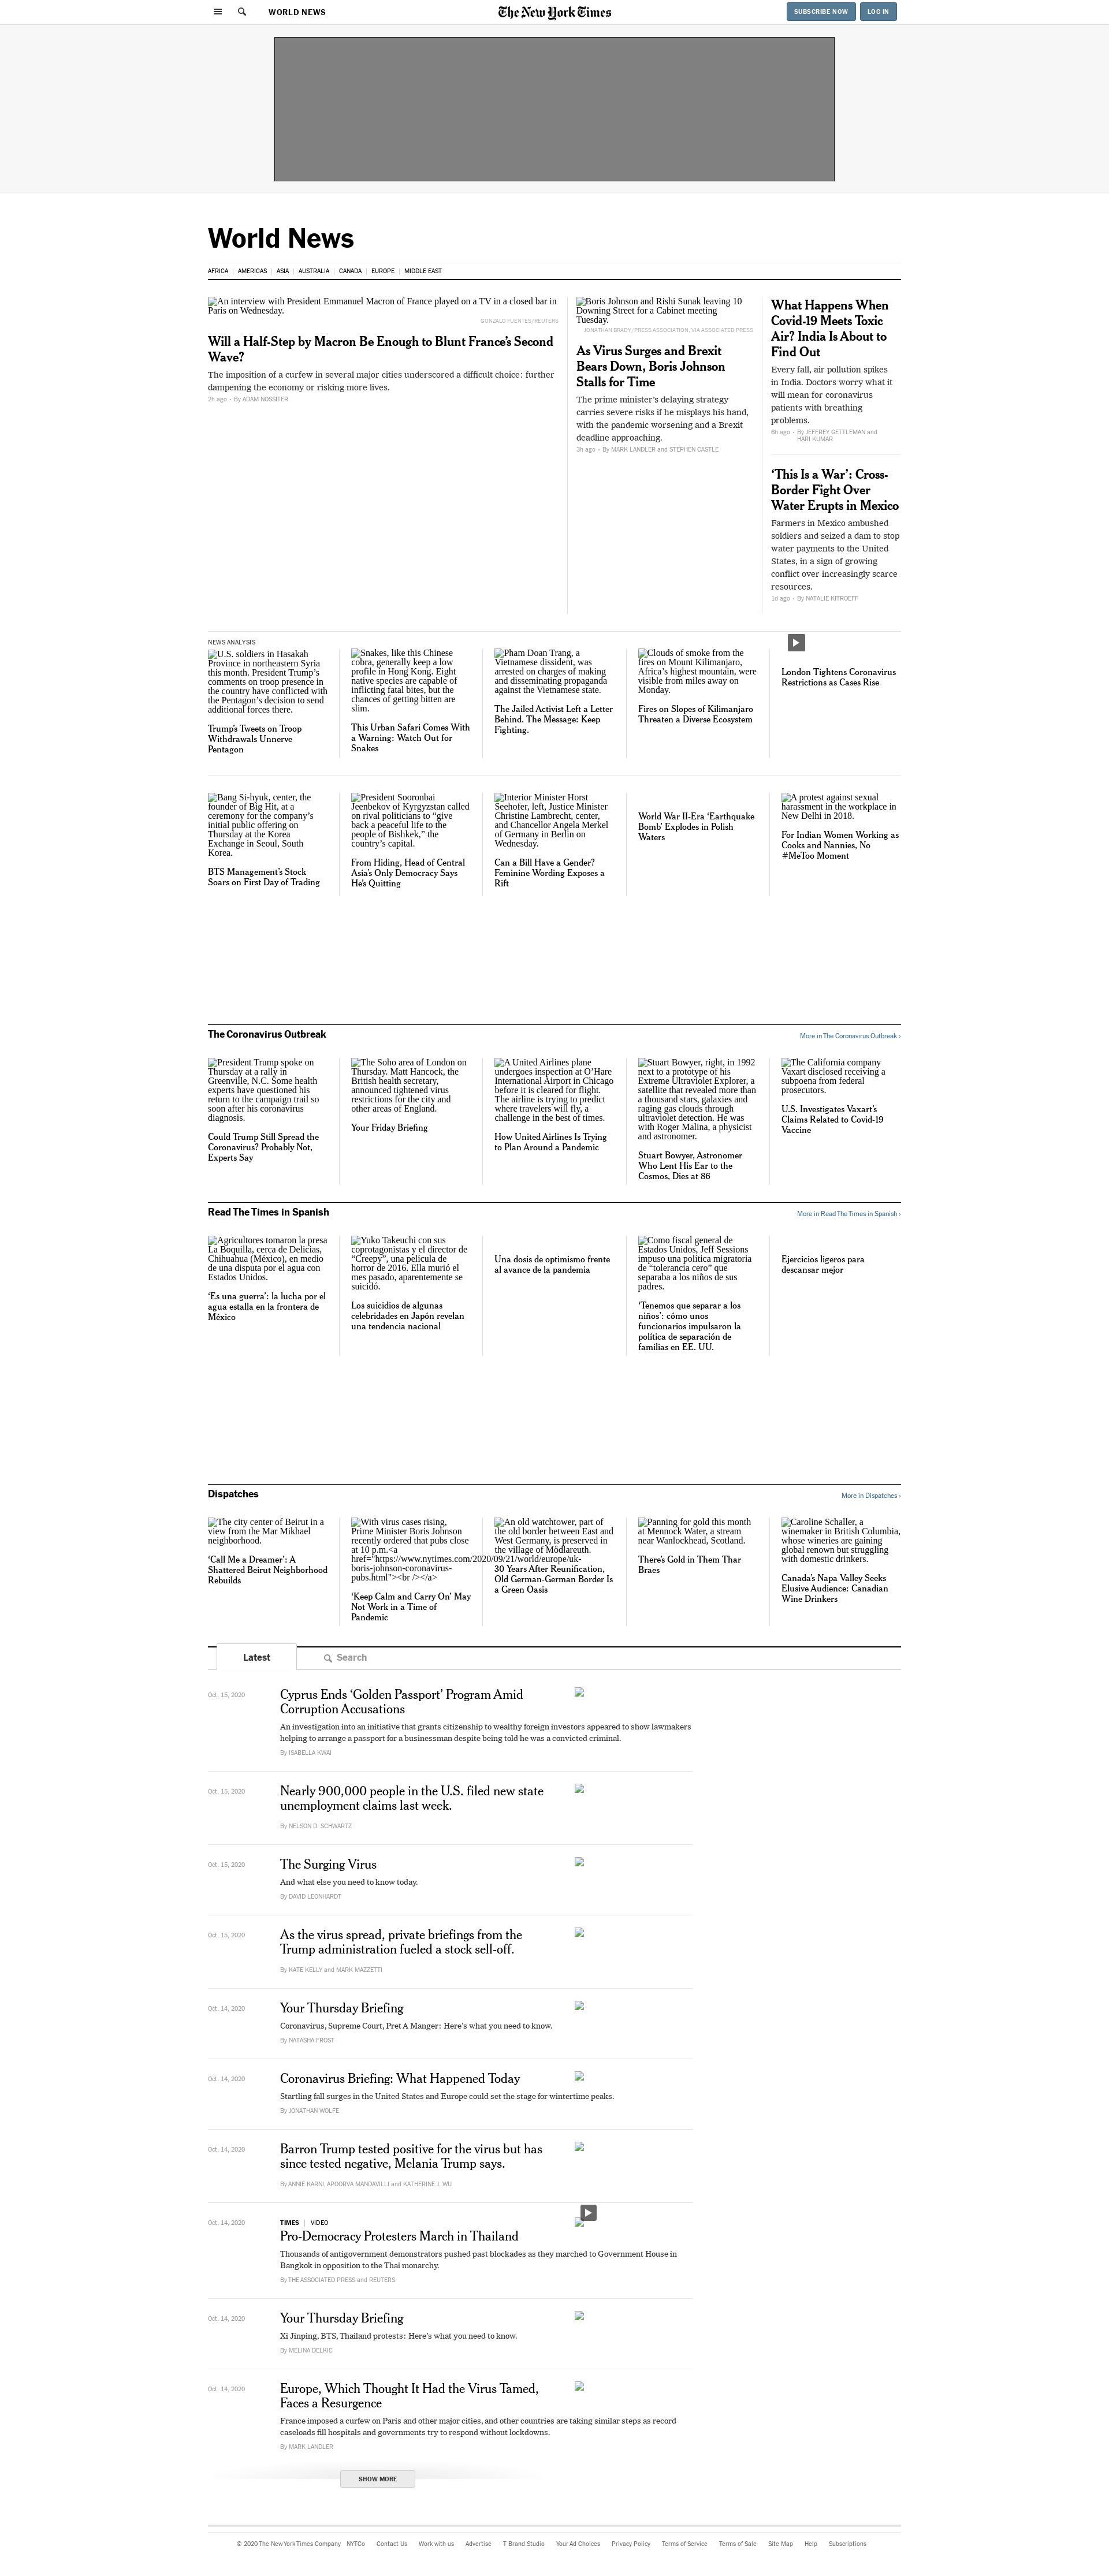 WORLD NEWS
The New York Times
SUBSCRIBE NOW
LOG IN
World News
AFRICA
AMERICAS
ASIA
AUSTRALIA
CANADA
EUROPE
MIDDLE EAST
An interview with President Emmanuel Macron of France played on a TV in a closed bar in
Paris on Wednesday.
GONZALO FUENTES/REUTERS
Will a Half-Step by Macron Be Enough to Blunt France's Second
Wave?
The imposition of a curfew in several major cities underscored a difficult choice: further
dampening the economy or risking more lives.
2h ago · By ADAM NOSSITER
Boris Johnson and Rishi Sunak leaving 10
Downing Street for a Cabinet meeting
Tuesday.
JONATHAN BRADY/PRESS ASSOCIATION, VIA ASSOCIATED PRESS
As Virus Surges and Brexit
Bears Down, Boris Johnson
Stalls for Time
The prime minister's delaying strategy
carries severe risks if he misplays his hand,
with the pandemic worsening and a Brexit
deadline approaching.
3h ago · By MARK LANDLER and STEPHEN CASTLE
What Happens When
Covid-19 Meets Toxic
Air? India Is About to
Find Out
Every fall, air pollution spikes
in India. Doctors worry what it
will mean for coronavirus
patients with breathing
problems.
6h ago · By JEFFREY GETTLEMAN and
HARI KUMAR
'This Is a War': Cross-
Border Fight Over
Water Erupts in Mexico
Farmers in Mexico ambushed
soldiers and seized a dam to stop
water payments to the United
States, in a sign of growing
conflict over increasingly scarce
resources.
1d ago · By NATALIE KITROEFF
NEWS ANALYSIS
U.S. soldiers in Hasakah
Province in northeastern Syria
this month. President Trump's
comments on troop presence in
the country have conflicted with
the Pentagon's decision to send
additional forces there.
Trump's Tweets on Troop
Withdrawals Unnerve
Pentagon
Snakes, like this Chinese
cobra, generally keep a low
profile in Hong Kong. Eight
native species are capable of
inflicting fatal bites, but the
chances of getting bitten are
slim.
This Urban Safari Comes With
a Warning: Watch Out for
Snakes
Pham Doan Trang, a
Vietnamese dissident, was
arrested on charges of making
and disseminating propaganda
against the Vietnamese state.
The Jailed Activist Left a Letter
Behind. The Message: Keep
Fighting.
Clouds of smoke from the
fires on Mount Kilimanjaro,
Africa's highest mountain, were
visible from miles away on
Monday.
Fires on Slopes of Kilimanjaro
Threaten a Diverse Ecosystem
London Tightens Coronavirus
Restrictions as Cases Rise
Bang Si-hyuk, center, the
founder of Big Hit, at a
ceremony for the company's
initial public offering on
Thursday at the Korea
Exchange in Seoul, South
Korea.
BTS Management's Stock
Soars on First Day of Trading
President Sooronbai
Jeenbekov of Kyrgyzstan called
on rival politicians to "give
back a peaceful life to the
people of Bishkek," the
country's capital.
From Hiding, Head of Central
Asia's Only Democracy Says
He's Quitting
Interior Minister Horst
Seehofer, left, Justice Minister
Christine Lambrecht, center,
and Chancellor Angela Merkel
of Germany in Berlin on
Wednesday.
Can a Bill Have a Gender?
Feminine Wording Exposes a
Rift
World War II-Era 'Earthquake
Bomb' Explodes in Polish
Waters
A protest against sexual
harassment in the workplace in
New Delhi in 2018.
For Indian Women Working as
Cooks and Nannies, No
#MeToo Moment
The Coronavirus Outbreak
More in The Coronavirus Outbreak ›
President Trump spoke on
Thursday at a rally in
Greenville, N.C. Some health
experts have questioned his
return to the campaign trail so
soon after his coronavirus
diagnosis.
Could Trump Still Spread the
Coronavirus? Probably Not,
Experts Say
The Soho area of London on
Thursday. Matt Hancock, the
British health secretary,
announced tightened virus
restrictions for the city and
other areas of England.
Your Friday Briefing
A United Airlines plane
undergoes inspection at O'Hare
International Airport in Chicago
before it is cleared for flight.
The airline is trying to predict
where travelers will fly, a
challenge in the best of times.
How United Airlines Is Trying
to Plan Around a Pandemic
Stuart Bowyer, right, in 1992
next to a prototype of his
Extreme Ultraviolet Explorer, a
satellite that revealed more than
a thousand stars, galaxies and
raging gas clouds through
ultraviolet detection. He was
with Roger Malina, a physicist
and astronomer.
Stuart Bowyer, Astronomer
Who Lent His Ear to the
Cosmos, Dies at 86
The California company
Vaxart disclosed receiving a
subpoena from federal
prosecutors.
U.S. Investigates Vaxart's
Claims Related to Covid-19
Vaccine
Read The Times in Spanish
More in Read The Times in Spanish ›
Agricultores tomaron la presa
La Boquilla, cerca de Delicias,
Chihuahua (México), en medio
de una disputa por el agua con
Estados Unidos.
'Es una guerra': la lucha por el
agua estalla en la frontera de
México
Yuko Takeuchi con sus
coprotagonistas y el director de
"Creepy", una película de
horror de 2016. Ella murió el
mes pasado, aparentemente se
suicidó.
Los suicidios de algunas
celebridades en Japón revelan
una tendencia nacional
Una dosis de optimismo frente
al avance de la pandemia
Como fiscal general de
Estados Unidos, Jeff Sessions
impuso una política migratoria
de "tolerancia cero" que
separaba a los niños de sus
padres.
'Tenemos que separar a los
niños': cómo unos
funcionarios impulsaron la
política de separación de
familias en EE. UU.
Ejercicios ligeros para
descansar mejor
Dispatches
More in Dispatches ›
The city center of Beirut in a
view from the Mar Mikhael
neighborhood.
'Call Me a Dreamer': A
Shattered Beirut Neighborhood
Rebuilds
With virus cases rising,
Prime Minister Boris Johnson
recently ordered that pubs close
at 10 p.m.<a
href="https://www.nytimes.com/2020/09/21/world/europe/uk-
boris-johnson-coronavirus-
pubs.html"><br /></a>
'Keep Calm and Carry On' May
Not Work in a Time of
Pandemic
An old watchtower, part of
the old border between East and
West Germany, is preserved in
the village of Mödlareuth.
30 Years After Reunification,
Old German-German Border Is
a Green Oasis
Panning for gold this month
at Mennock Water, a stream
near Wanlockhead, Scotland.
There's Gold in Them Thar
Braes
Caroline Schaller, a
winemaker in British Columbia,
whose wineries are gaining
global renown but struggling
with domestic drinkers.
Canada's Napa Valley Seeks
Elusive Audience: Canadian
Wine Drinkers
Latest
Search
Oct. 15, 2020
Cyprus Ends 'Golden Passport' Program Amid
Corruption Accusations
An investigation into an initiative that grants citizenship to wealthy foreign investors appeared to show lawmakers
helping to arrange a passport for a businessman despite being told he was a convicted criminal.
By ISABELLA KWAI
Oct. 15, 2020
Nearly 900,000 people in the U.S. filed new state
unemployment claims last week.
By NELSON D. SCHWARTZ
Oct. 15, 2020
The Surging Virus
And what else you need to know today.
By DAVID LEONHARDT
Oct. 15, 2020
As the virus spread, private briefings from the
Trump administration fueled a stock sell-off.
By KATE KELLY and MARK MAZZETTI
Oct. 14, 2020
Your Thursday Briefing
Coronavirus, Supreme Court, Pret A Manger: Here's what you need to know.
By NATASHA FROST
Oct. 14, 2020
Coronavirus Briefing: What Happened Today
Startling fall surges in the United States and Europe could set the stage for wintertime peaks.
By JONATHAN WOLFE
Oct. 14, 2020
Barron Trump tested positive for the virus but has
since tested negative, Melania Trump says.
By ANNIE KARNI, APOORVA MANDAVILLI and KATHERINE J. WU
Oct. 14, 2020
TIMES | VIDEO
Pro-Democracy Protesters March in Thailand
Thousands of antigovernment demonstrators pushed past blockades as they marched to Government House in
Bangkok in opposition to the Thai monarchy.
By THE ASSOCIATED PRESS and REUTERS
Oct. 14, 2020
Your Thursday Briefing
Xi Jinping, BTS, Thailand protests: Here's what you need to know.
By MELINA DELKIC
Oct. 14, 2020
Europe, Which Thought It Had the Virus Tamed,
Faces a Resurgence
France imposed a curfew on Paris and other major cities, and other countries are taking similar steps as record
caseloads fill hospitals and governments try to respond without lockdowns.
By MARK LANDLER
SHOW MORE
© 2020 The New York Times Company
NYTCo
Contact Us
Work with us
Advertise
T Brand Studio
Your Ad Choices
Privacy Policy
Terms of Service
Terms of Sale
Site Map
Help
Subscriptions